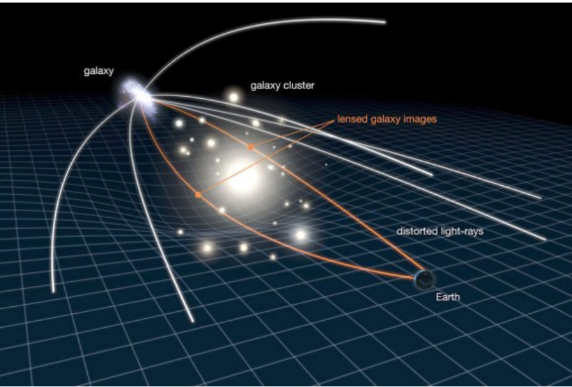 galaxy
galaxy cluster
lensed galaxy images
distorted light-rays
Earth